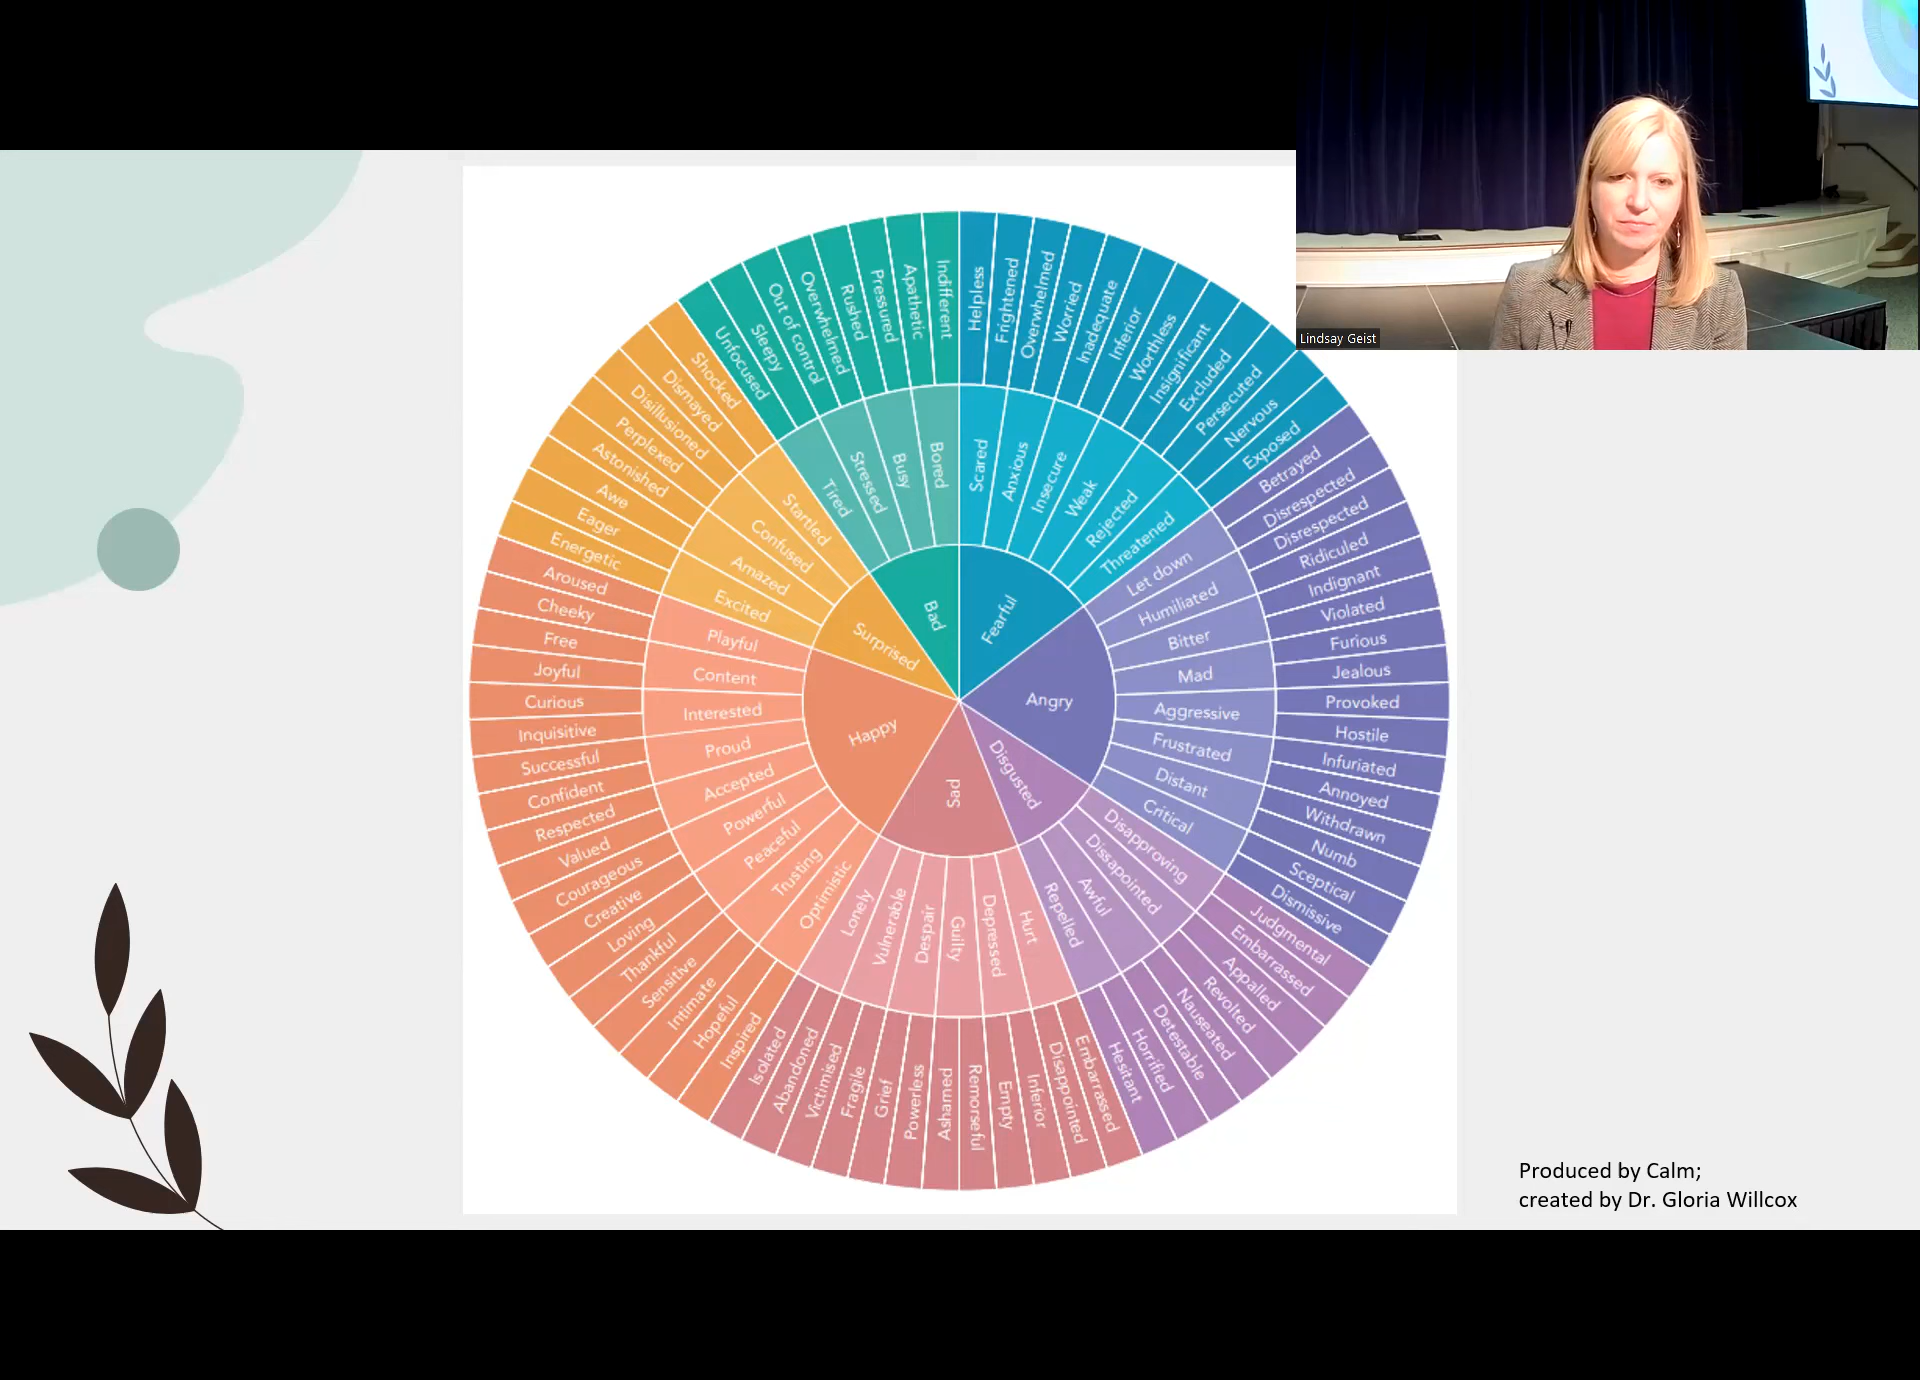 Lindsay Geist
Bad
Fearful
Angry
Disgusted
Sad
Happy
Surprised
Tired
Stressed
Busy
Bored
Scared
Anxious
Insecure
Weak
Rejected
Threatened
Let down
Humiliated
Bitter
Mad
Aggressive
Frustrated
Distant
Critical
Disapproving
Dissapointed
Awful
Repelled
Hurt
Depressed
Guilty
Despair
Vulnerable
Lonely
Optimistic
Trusting
Peaceful
Powerful
Accepted
Proud
Interested
Content
Playful
Excited
Amazed
Confused
Startled
Unfocused
Sleepy
Out of control
Overwhelmed
Rushed
Pressured
Apathetic
Indifferent
Helpless
Frightened
Overwhelmed
Worried
Inadequate
Inferior
Worthless
Insignificant
Excluded
Persecuted
Nervous
Exposed
Betrayed
Disrespected
Disrespected
Ridiculed
Indignant
Violated
Furious
Jealous
Provoked
Hostile
Infuriated
Annoyed
Withdrawn
Numb
Sceptical
Dismissive
Judgmental
Embarrassed
Appalled
Revolted
Nauseated
Detestable
Horrified
Hesitant
Embarrassed
Disappointed
Inferior
Empty
Remorseful
Ashamed
Powerless
Grief
Fragile
Victimised
Abandoned
Isolated
Inspired
Hopeful
Intimate
Sensitive
Thankful
Loving
Creative
Courageous
Valued
Respected
Confident
Successful
Inquisitive
Curious
Joyful
Free
Cheeky
Aroused
Energetic
Eager
Awe
Astonished
Perplexed
Disillusioned
Dismayed
Shocked
Produced by Calm;
created by Dr. Gloria Willcox